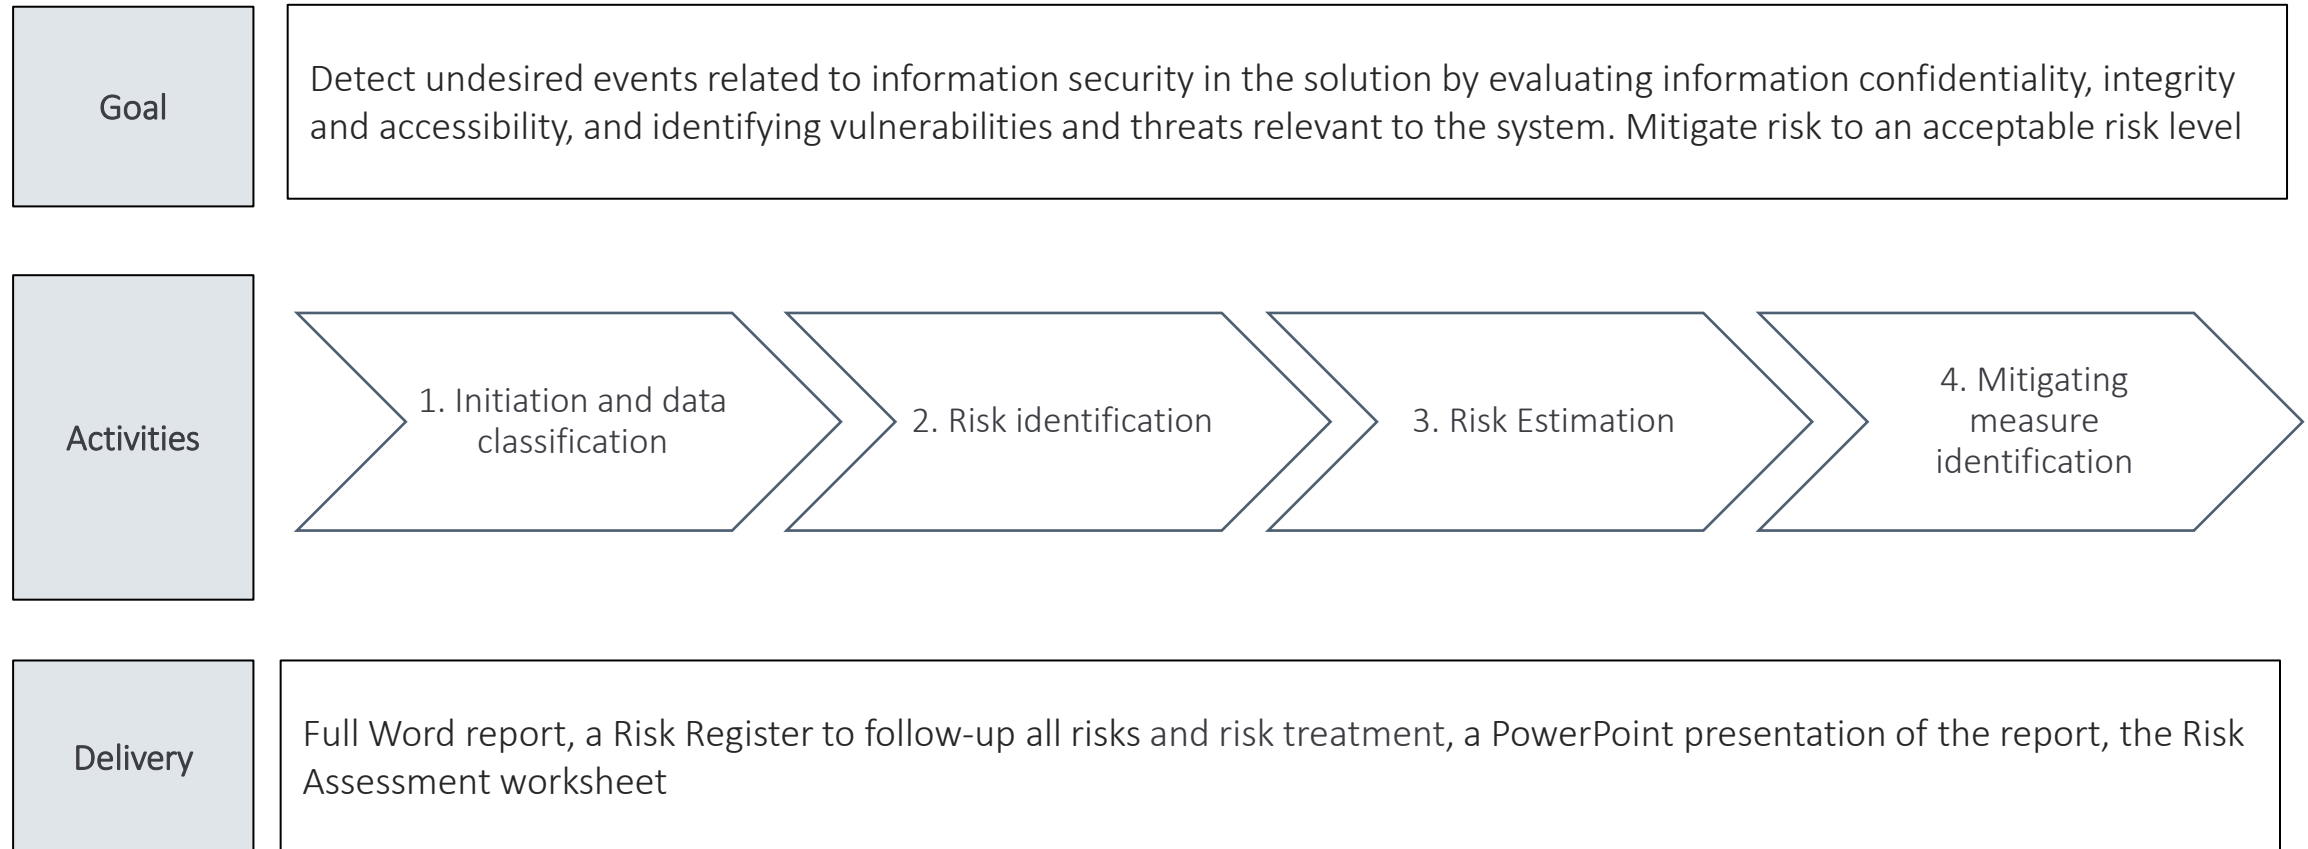 Goal
Detect undesired events related to information security in the solution by evaluating information confidentiality, integrity
and accessibility, and identifying vulnerabilities and threats relevant to the system. Mitigate risk to an acceptable risk level
Activities
1. Initiation and data
classification
2. Risk identification
3. Risk Estimation
4. Mitigating
measure
identification
Delivery
Full Word report, a Risk Register to follow-up all risks and risk treatment, a PowerPoint presentation of the report, the Risk
Assessment worksheet